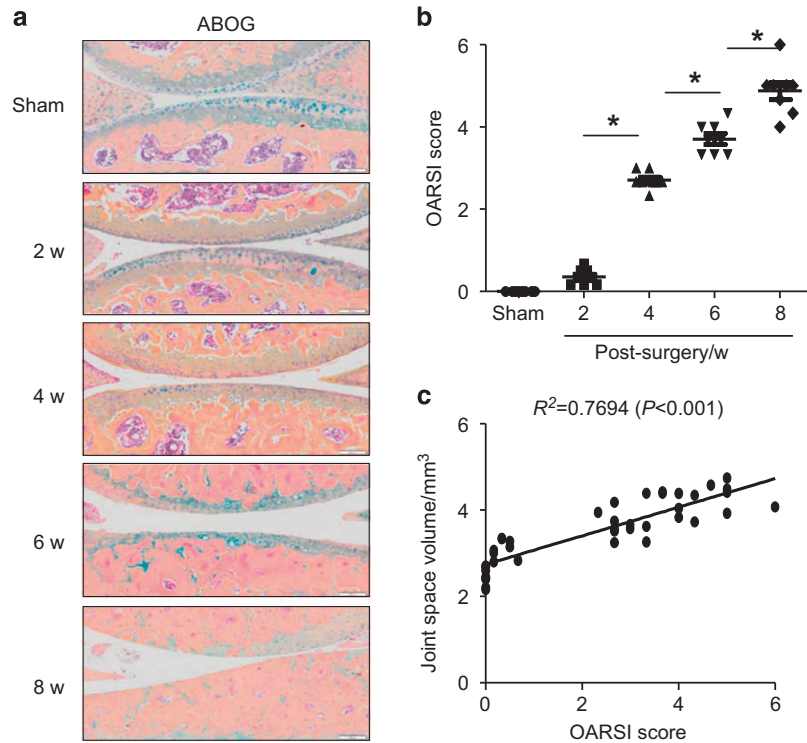 a
ABOG
Sham
2 w
4 w
6 w
8 w
b
OARSI score
6
4
2
0
*
*
*
Sham
2
4
6
8
Post-surgery/w
c
R²=0.7694 (P<0.001)
Joint space volume/mm³
6
4
2
0
0
2
4
6
OARSI score